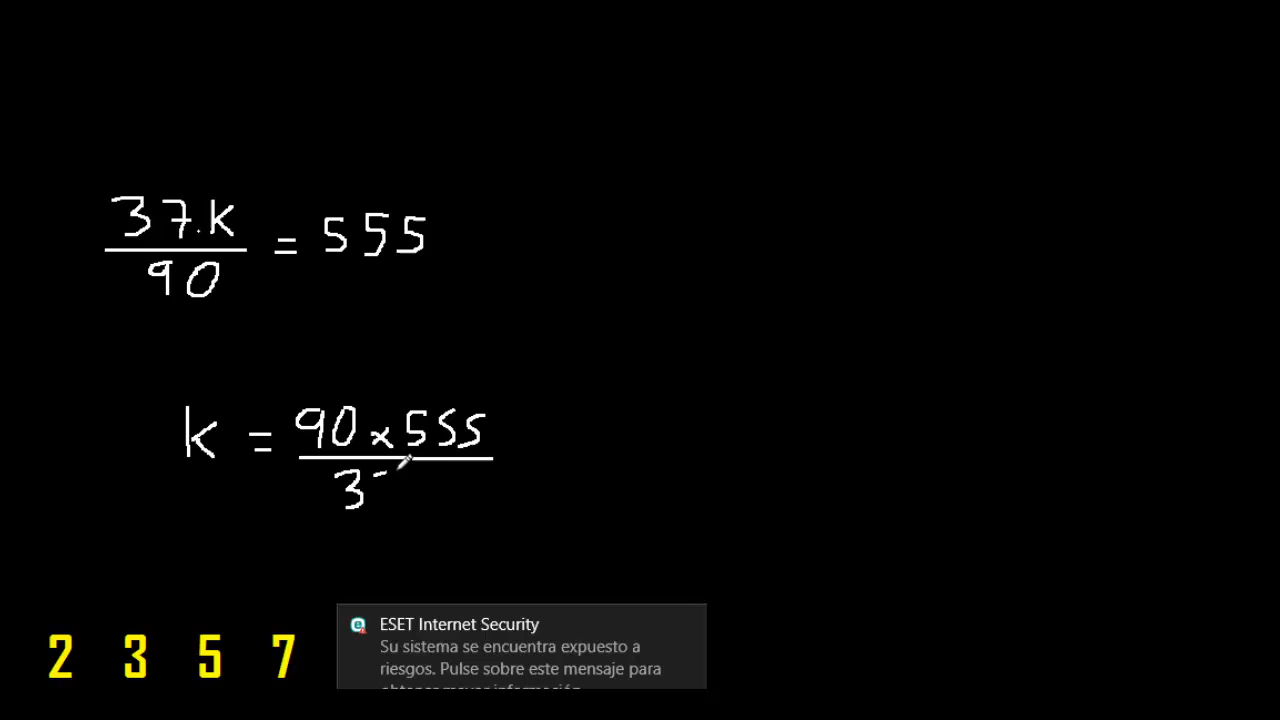 37.k
90
= 555
k = 90 x 555
3
2 3 5 7
ESET Internet Security
Su sistema se encuentra expuesto a
riesgos. Pulse sobre este mensaje para